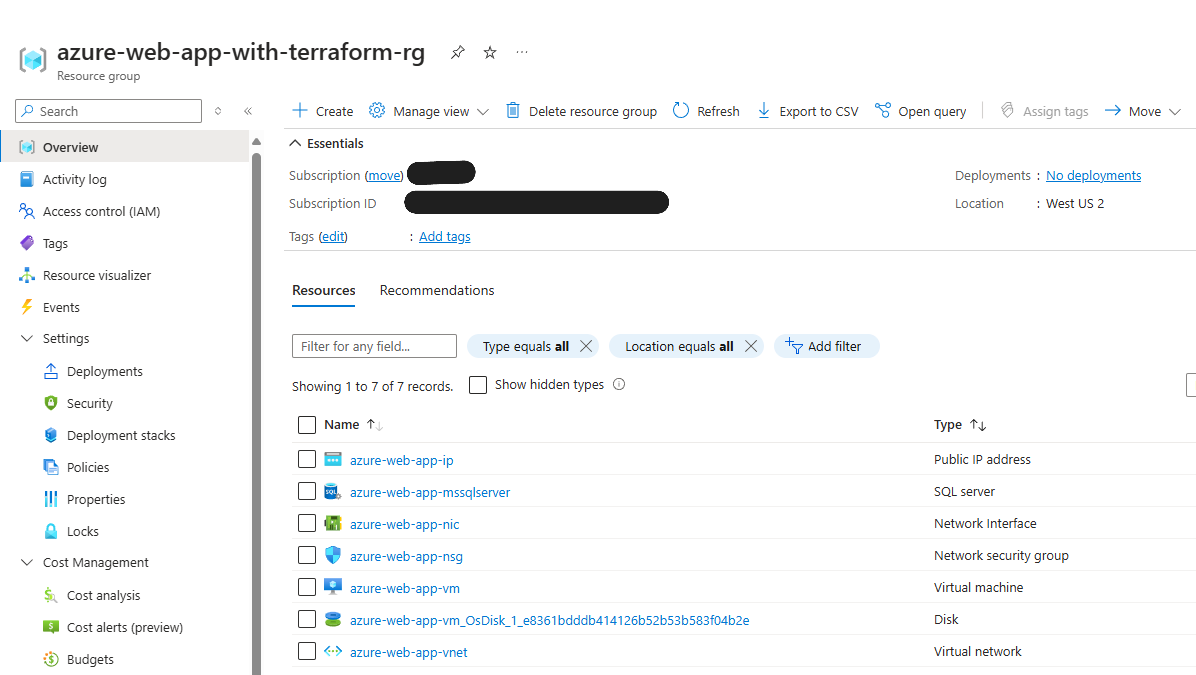 azure-web-app-with-terraform-rg
Resource group
Search
Overview
Activity log
Access control (IAM)
Tags
Resource visualizer
Events
Settings
Deployments
Security
Deployment stacks
Policies
Properties
Locks
Cost Management
Cost analysis
Cost alerts (preview)
Budgets
Create Manage view Delete resource group Refresh Export to CSV Open query Assign tags Move
Essentials
Subscription (move)
Deployments : No deployments
Subscription ID
Location : West US 2
Tags (edit) : Add tags
Resources Recommendations
Filter for any field... Type equals all Location equals all Add filter
Showing 1 to 7 of 7 records. Show hidden types
Name Type
azure-web-app-ip Public IP address
azure-web-app-mssqlserver SQL server
azure-web-app-nic Network Interface
azure-web-app-nsg Network security group
azure-web-app-vm Virtual machine
azure-web-app-vm_OsDisk_1_e8361bdddb414126b52b53b583f04b2e Disk
azure-web-app-vnet Virtual network